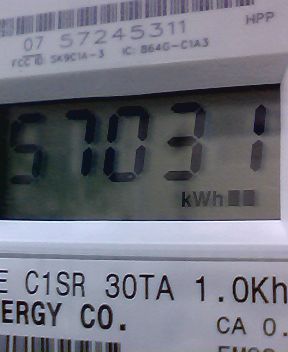 HPP
07 57245311
FCC ID: SK9C1A-3 IC: 864G-C1A3
57031
kWh
E C1SR 30TA 1.0Kh
ERGY CO.
CA 0.